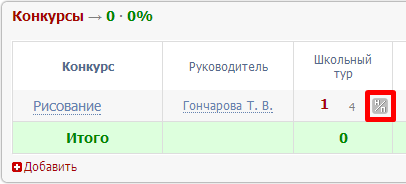 Конкурсы → 0 · 0%
Конкурс Руководитель Школьный тур
Рисование Гончарова Т. В. 1 4 Н/Л
Итого 0
Добавить